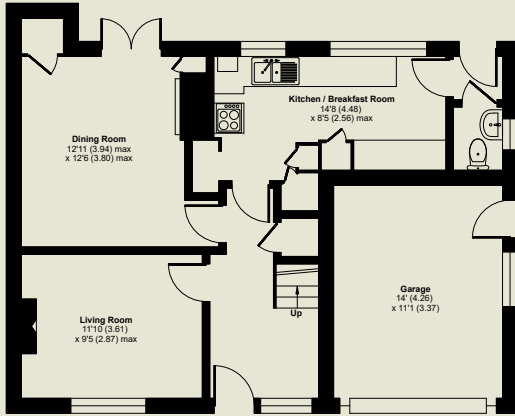 Kitchen / Breakfast Room
14'8 (4.48)
x 8'5 (2.56) max
Dining Room
12'11 (3.94) max
x 12'6 (3.80) max
Garage
14' (4.26)
x 11'1 (3.37)
Living Room
11'10 (3.61)
x 9'5 (2.87) max
Up